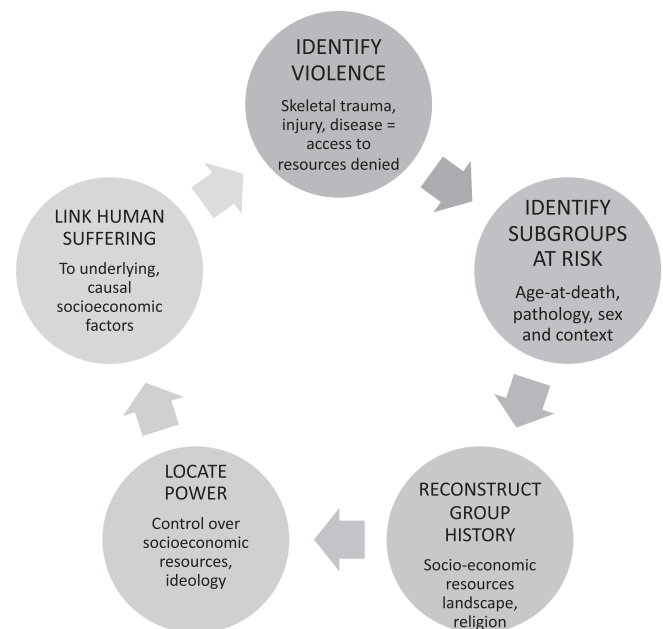 IDENTIFY
VIOLENCE
Skeletal trauma,
injury, disease =
access to
resources denied
IDENTIFY
SUBGROUPS
AT RISK
Age-at-death,
pathology, sex
and context
RECONSTRUCT
GROUP
HISTORY
Socio-economic
resources
landscape,
religion
LOCATE
POWER
Control over
socioeconomic
resources,
ideology
LINK HUMAN
SUFFERING
To underlying,
causal
socioeconomic
factors